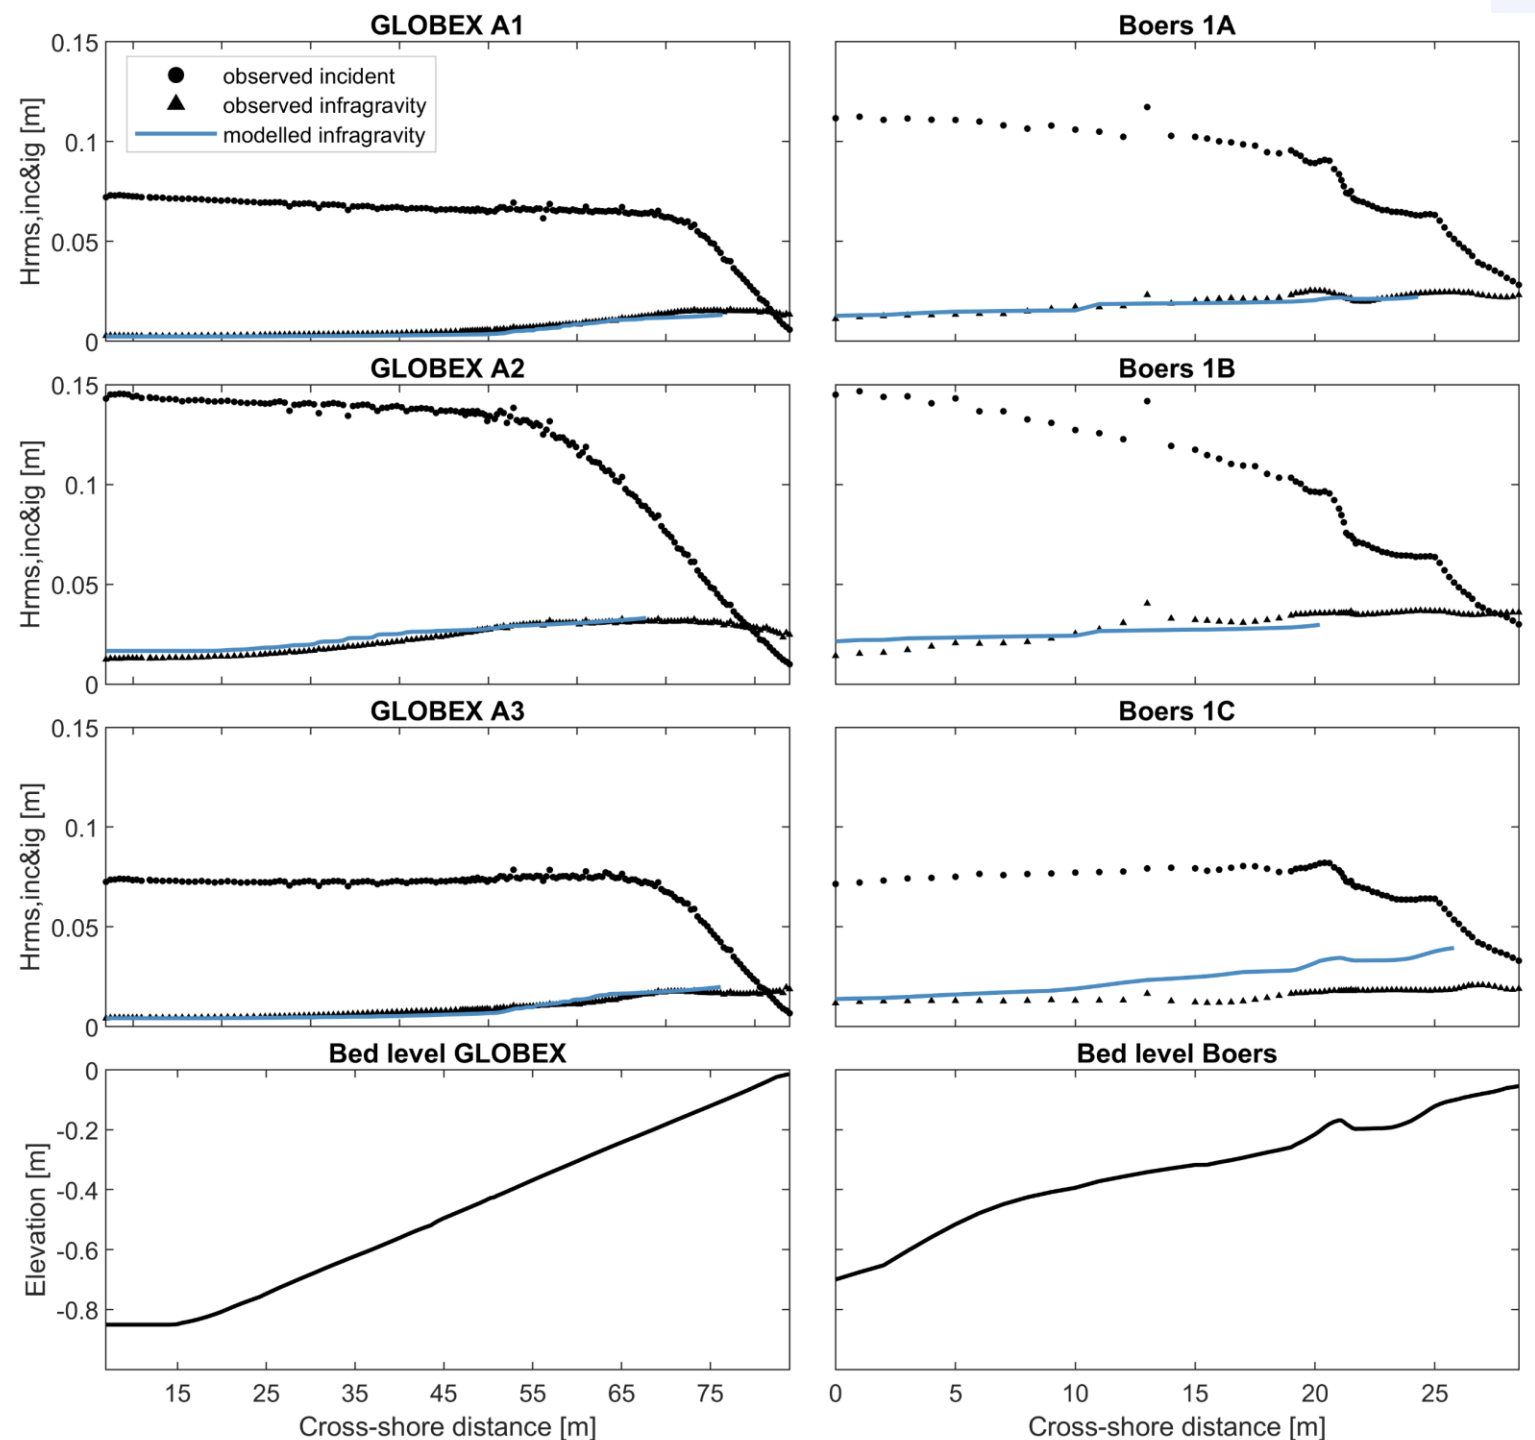 GLOBEX A1
Boers 1A
0.15
0.1
0.05
0
Hrms,inc&ig [m]
observed incident
observed infragravity
modelled infragravity
GLOBEX A2
Boers 1B
0.15
0.1
0.05
0
Hrms,inc&ig [m]
GLOBEX A3
Boers 1C
0.15
0.1
0.05
0
Hrms,inc&ig [m]
Bed level GLOBEX
Bed level Boers
0
-0.2
-0.4
-0.6
-0.8
Elevation [m]
15 25 35 45 55 65 75
0 5 10 15 20 25
Cross-shore distance [m]
Cross-shore distance [m]